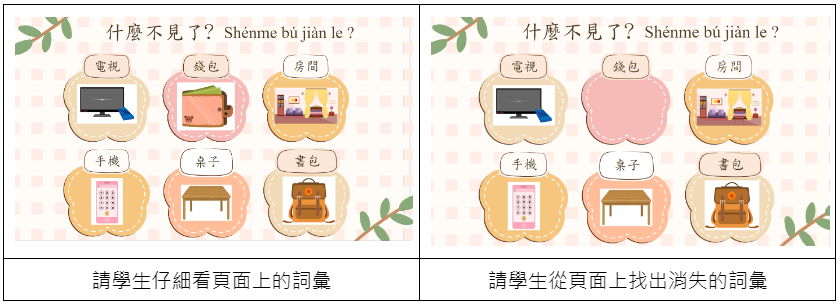 什麼不見了? Shénme bú jiàn le ?
電視 錢包 房間
手機 桌子 書包
什麼不見了? Shénme bú jiàn le ?
電視 錢包 房間
手機 桌子 書包
請學生仔細看頁面上的詞彙
請學生從頁面上找出消失的詞彙